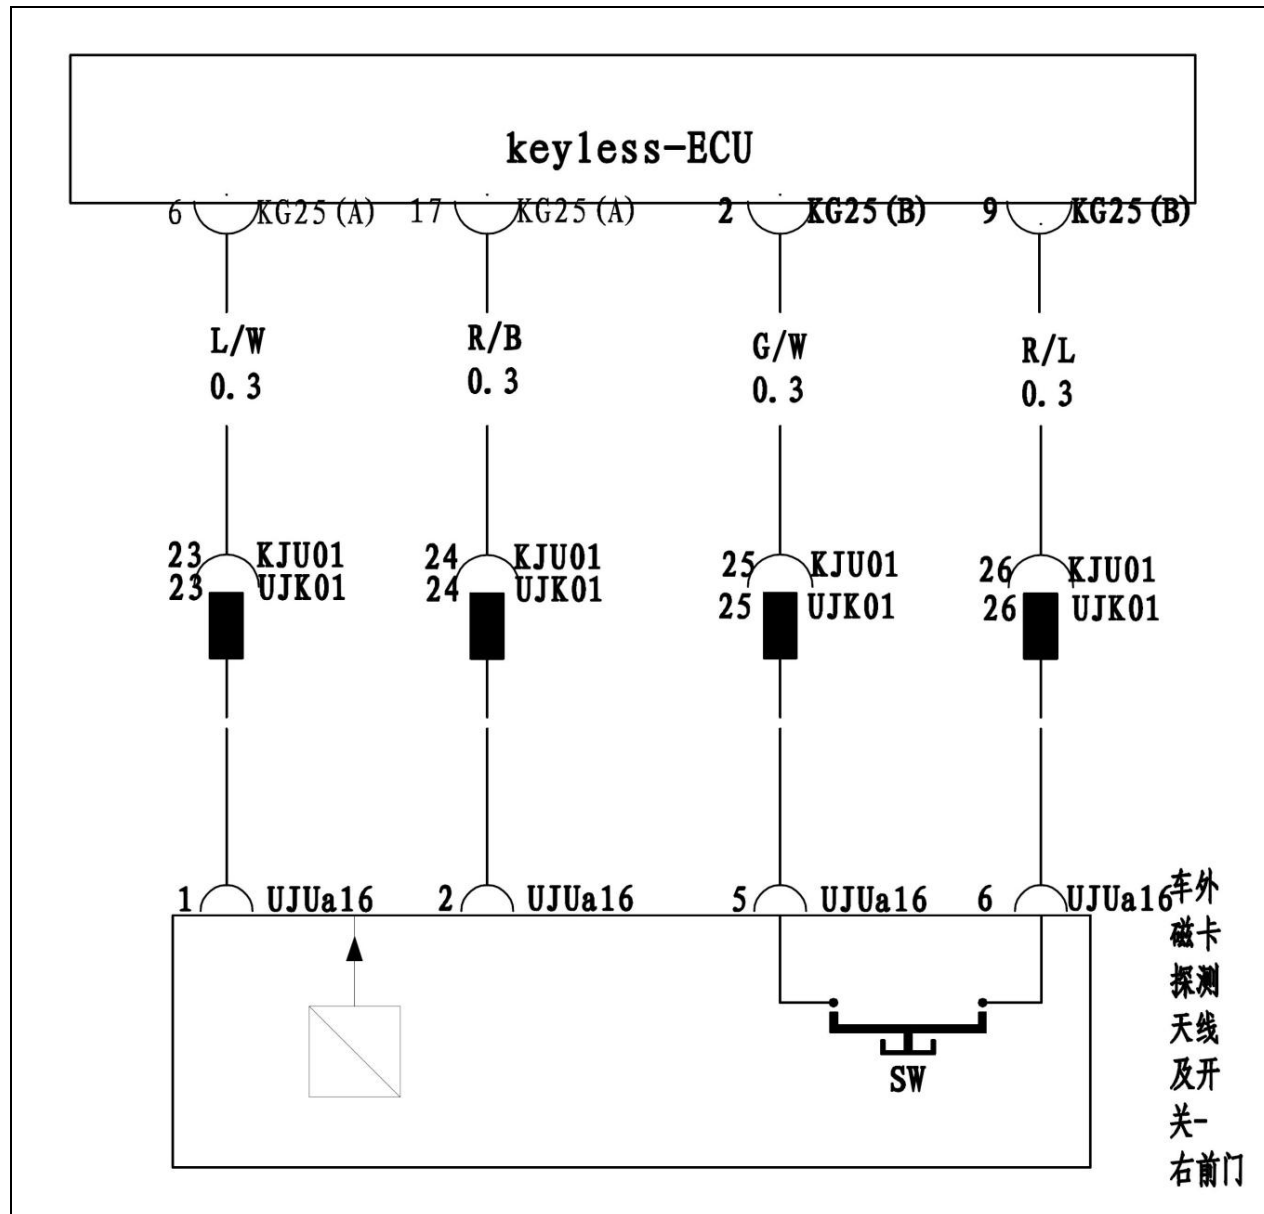 keyless-ECU
6 KG25(A) 17 KG25(A) 2 KG25(B) 9 KG25(B)
L/W R/B G/W R/L
0.3 0.3 0.3 0.3
23 KJU01 24 KJU01 25 KJU01 26 KJU01
23 UJK01 24 UJK01 25 UJK01 26 UJK01
1 UJUa16 2 UJUa16 5 UJUa16 6 UJUa16
车外
磁卡
探测
天线
及开
关-
右前门
SW